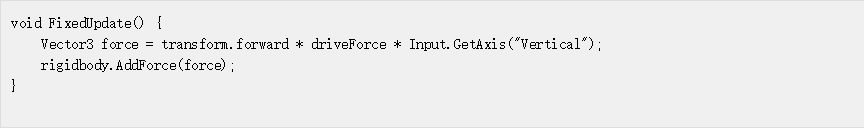 void FixedUpdate() {
    Vector3 force = transform.forward * driveForce * Input.GetAxis("Vertical");
    rigidbody.AddForce(force);
}